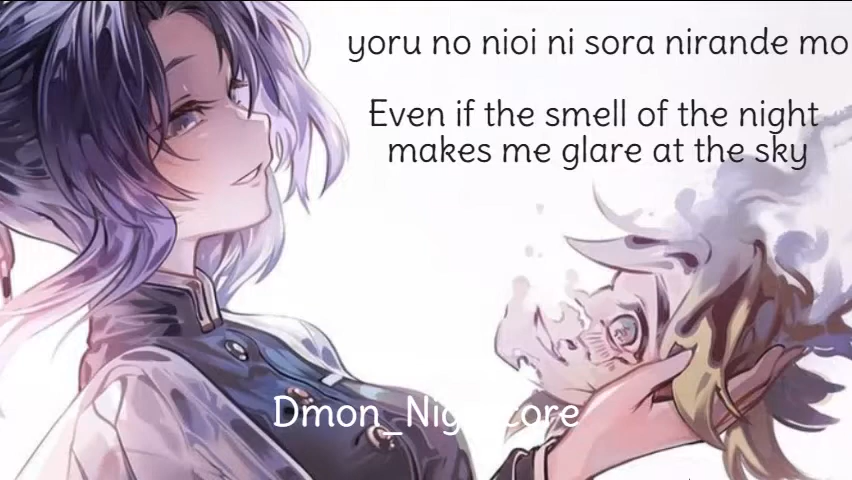 yoru no nioi ni sora nirande mo
Even if the smell of the night
makes me glare at the sky
Dmon_Nightcore